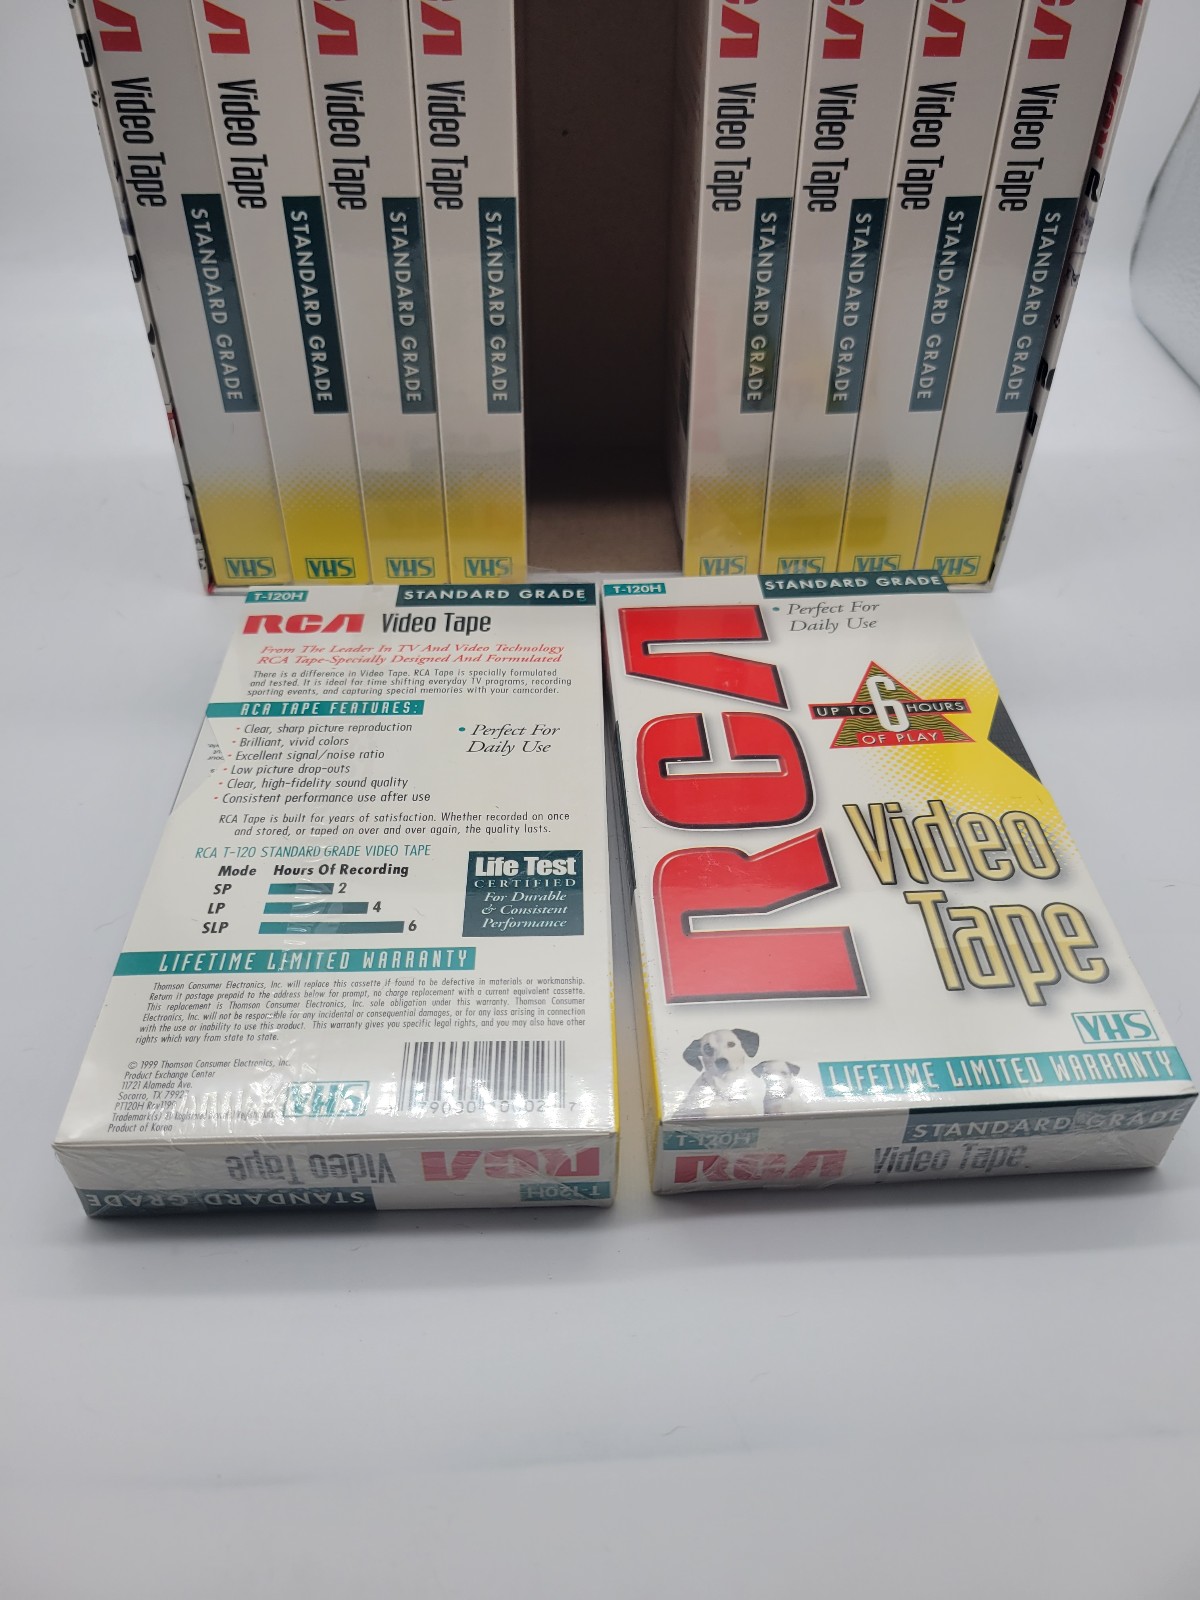 RCA Video Tape STANDARD GRADE VHS
RCA Video Tape STANDARD GRADE VHS
RCA Video Tape STANDARD GRADE VHS
RCA Video Tape STANDARD GRADE VHS
RCA Video Tape STANDARD GRADE VHS
RCA Video Tape STANDARD GRADE VHS
RCA Video Tape STANDARD GRADE VHS
RCA Video Tape STANDARD GRADE VHS
T-120H STANDARD GRADE
RCA Video Tape
From The Leader In TV And Video Technology
RCA Tape-Specially Designed And Formulated
There is a difference in Video Tape. RCA Tape is specially formulated
and tested. It is ideal for time shifting everyday TV programs, recording
sporting events, and capturing special memories with your camcorder.
RCA TAPE FEATURES:
- Clear, sharp picture reproduction
- Brilliant, vivid colors
- Excellent signal/noise ratio
- Low picture drop-outs
- Clear, high-fidelity sound quality
- Consistent performance use after use
• Perfect For
Daily Use
RCA Tape is built for years of satisfaction. Whether recorded on once
and stored, or taped on over and over again, the quality lasts.
RCA T-120 STANDARD GRADE VIDEO TAPE
Mode Hours Of Recording
SP 2
LP 4
SLP 6
Life Test
CERTIFIED
For Durable
& Consistent
Performance
LIFETIME LIMITED WARRANTY
Thomson Consumer Electronics, Inc. will replace this cassette if found to be defective in materials or workmanship.
Return it postage prepaid to the address below for prompt, no charge replacement with a current equivalent cassette.
This replacement is Thomson Consumer Electronics, Inc. sole obligation under this warranty. Thomson Consumer
Electronics, Inc. will not be responsible for any incidental or consequential damages, or for any loss arising in connection
with the use or inability to use this product. This warranty gives you specific legal rights, and you may also have other
rights which vary from state to state.
© 1999 Thomson Consumer Electronics, Inc.
Product Exchange Center
11721 Alameda Ave.
Socorro, TX
PT120H
Trademark(s)
Product of Korea
VHS
RCA Video Tape
T-120H STANDARD GRADE
T-120H STANDARD GRADE
• Perfect For
Daily Use
UP TO 6 HOURS
OF PLAY
RCA
Video
Tape
VHS
LIFETIME LIMITED WARRANTY
T-120H STANDARD GRADE
RCA Video Tape